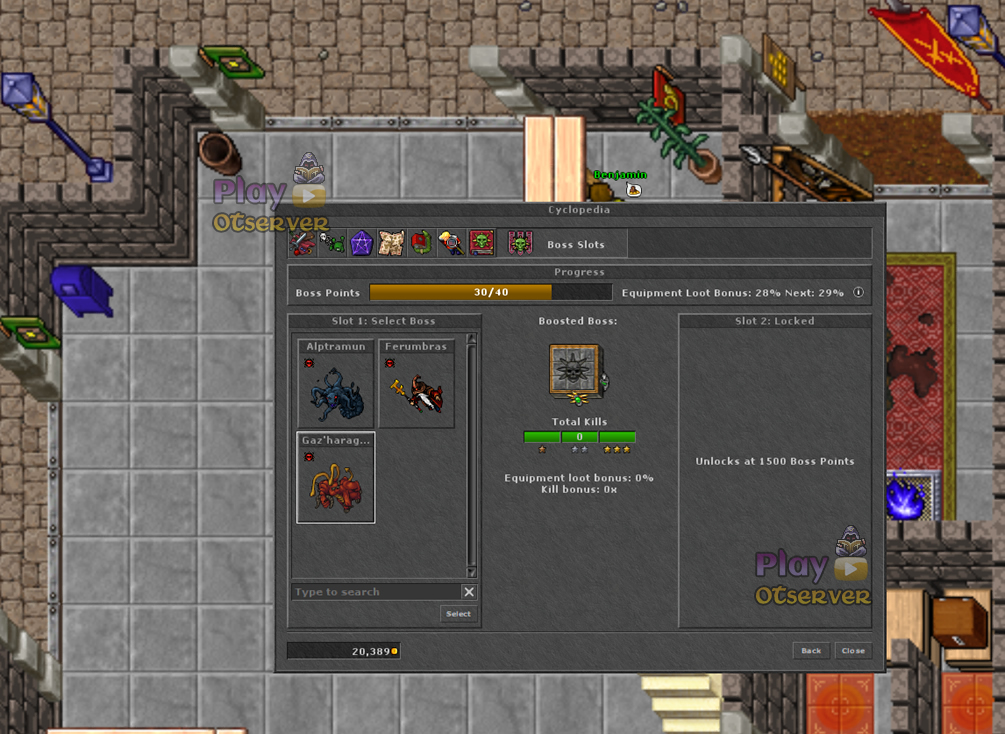 Benjamin
Play
OTSERVER
Cyclopedia
Boss Slots
Progress
Boss Points 30/40 Equipment Loot Bonus: 28% Next: 29%
Slot 1: Select Boss
Boosted Boss:
Slot 2: Locked
Alptramun Ferumbras
Gaz'harag...
Total Kills
0
Equipment loot bonus: 0%
Kill bonus: 0x
Unlocks at 1500 Boss Points
Play
OTSERVER
Type to search
Select
20,389
Back Close